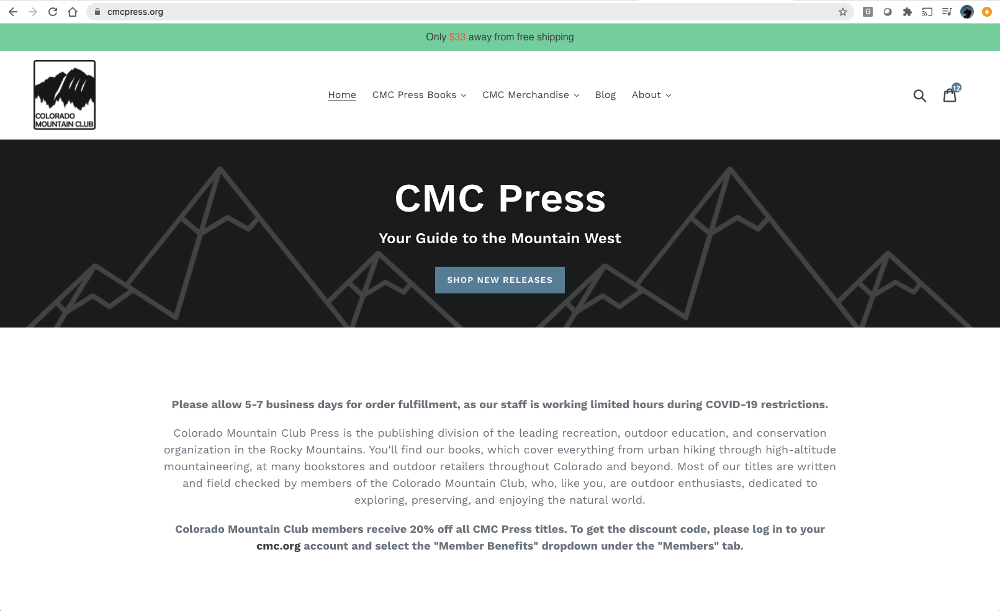 cmcpress.org
G
Only $33 away from free shipping
COLORADO
MOUNTAIN CLUB
Home CMC Press Books CMC Merchandise Blog About
12
CMC Press
Your Guide to the Mountain West
SHOP NEW RELEASES
Please allow 5-7 business days for order fulfillment, as our staff is working limited hours during COVID-19 restrictions.
Colorado Mountain Club Press is the publishing division of the leading recreation, outdoor education, and conservation
organization in the Rocky Mountains. You'll find our books, which cover everything from urban hiking through high-altitude
mountaineering, at many bookstores and outdoor retailers throughout Colorado and beyond. Most of our titles are written
and field checked by members of the Colorado Mountain Club, who, like you, are outdoor enthusiasts, dedicated to
exploring, preserving, and enjoying the natural world.
Colorado Mountain Club members receive 20% off all CMC Press titles. To get the discount code, please log in to your
cmc.org account and select the "Member Benefits" dropdown under the "Members" tab.